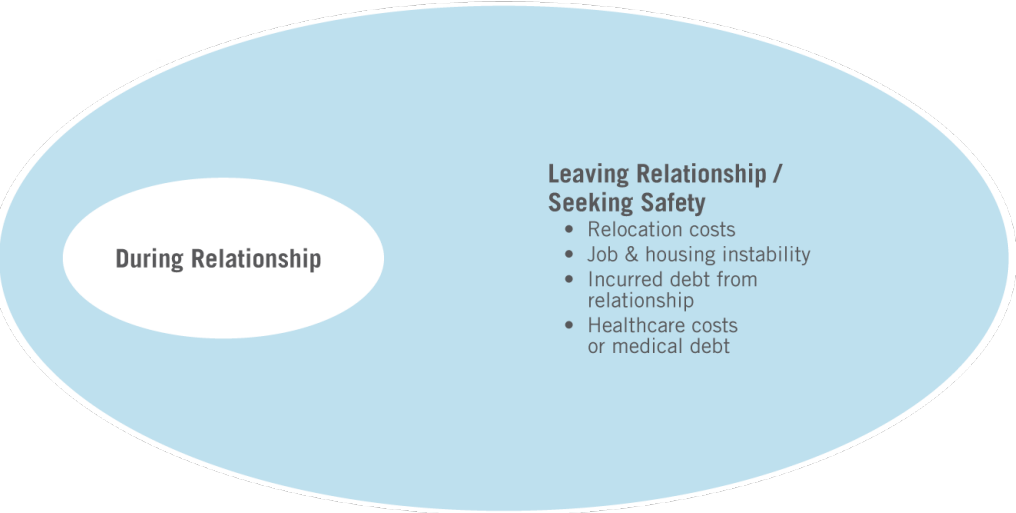 During Relationship
Leaving Relationship /
Seeking Safety
• Relocation costs
• Job & housing instability
• Incurred debt from
relationship
• Healthcare costs
or medical debt